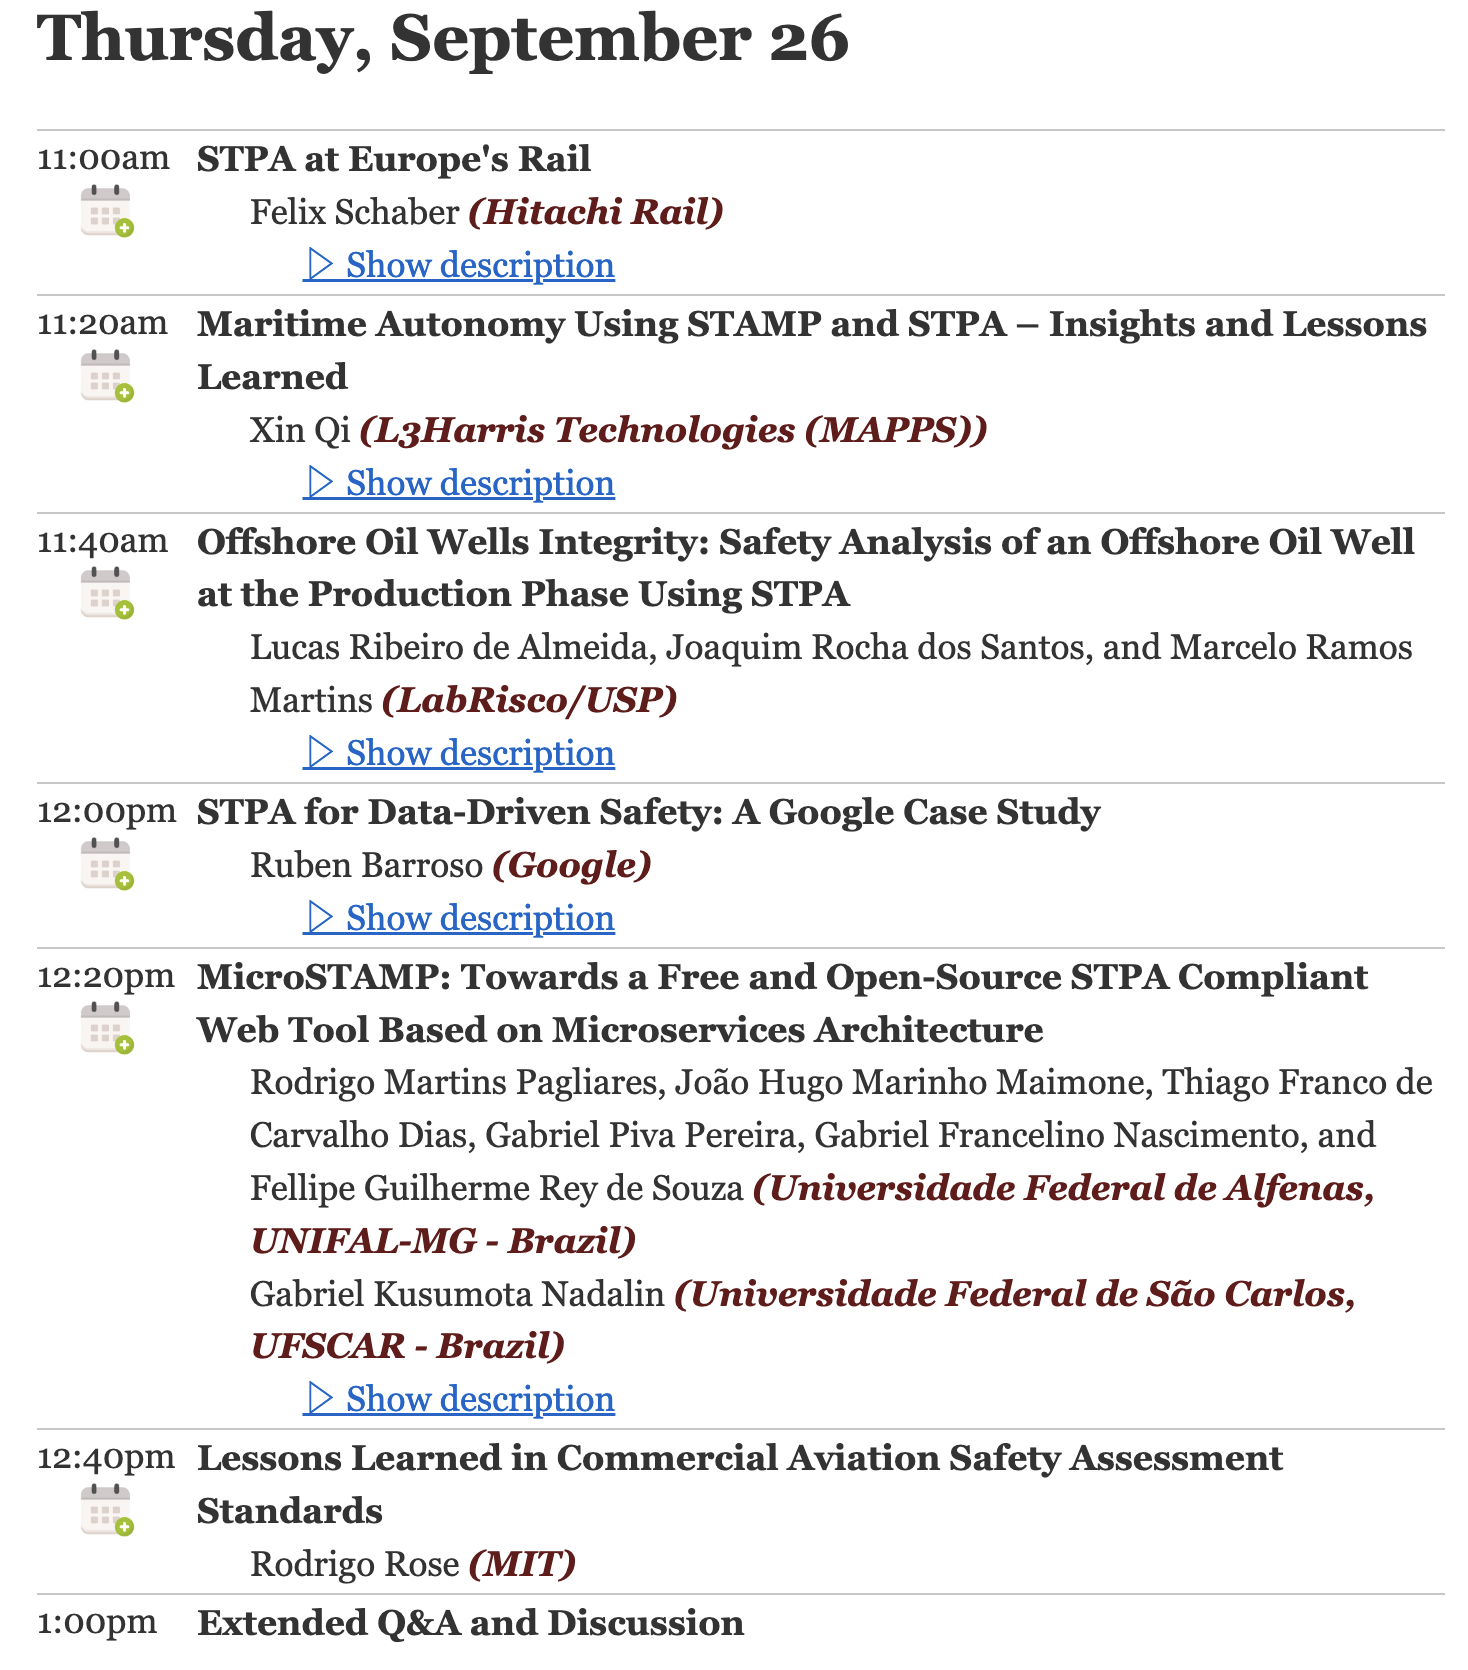 Thursday, September 26
11:00am STPA at Europe's Rail
Felix Schaber (Hitachi Rail)
▷ Show description
11:20am Maritime Autonomy Using STAMP and STPA – Insights and Lessons
Learned
Xin Qi (L3Harris Technologies (MAPPS))
▷ Show description
11:40am Offshore Oil Wells Integrity: Safety Analysis of an Offshore Oil Well
at the Production Phase Using STPA
Lucas Ribeiro de Almeida, Joaquim Rocha dos Santos, and Marcelo Ramos
Martins (LabRisco/USP)
▷ Show description
12:00pm STPA for Data-Driven Safety: A Google Case Study
Ruben Barroso (Google)
▷ Show description
12:20pm MicroSTAMP: Towards a Free and Open-Source STPA Compliant
Web Tool Based on Microservices Architecture
Rodrigo Martins Pagliares, João Hugo Marinho Maimone, Thiago Franco de
Carvalho Dias, Gabriel Piva Pereira, Gabriel Francelino Nascimento, and
Fellipe Guilherme Rey de Souza (Universidade Federal de Alfenas,
UNIFAL-MG - Brazil)
Gabriel Kusumota Nadalin (Universidade Federal de São Carlos,
UFSCAR - Brazil)
▷ Show description
12:40pm Lessons Learned in Commercial Aviation Safety Assessment
Standards
Rodrigo Rose (MIT)
1:00pm Extended Q&A and Discussion